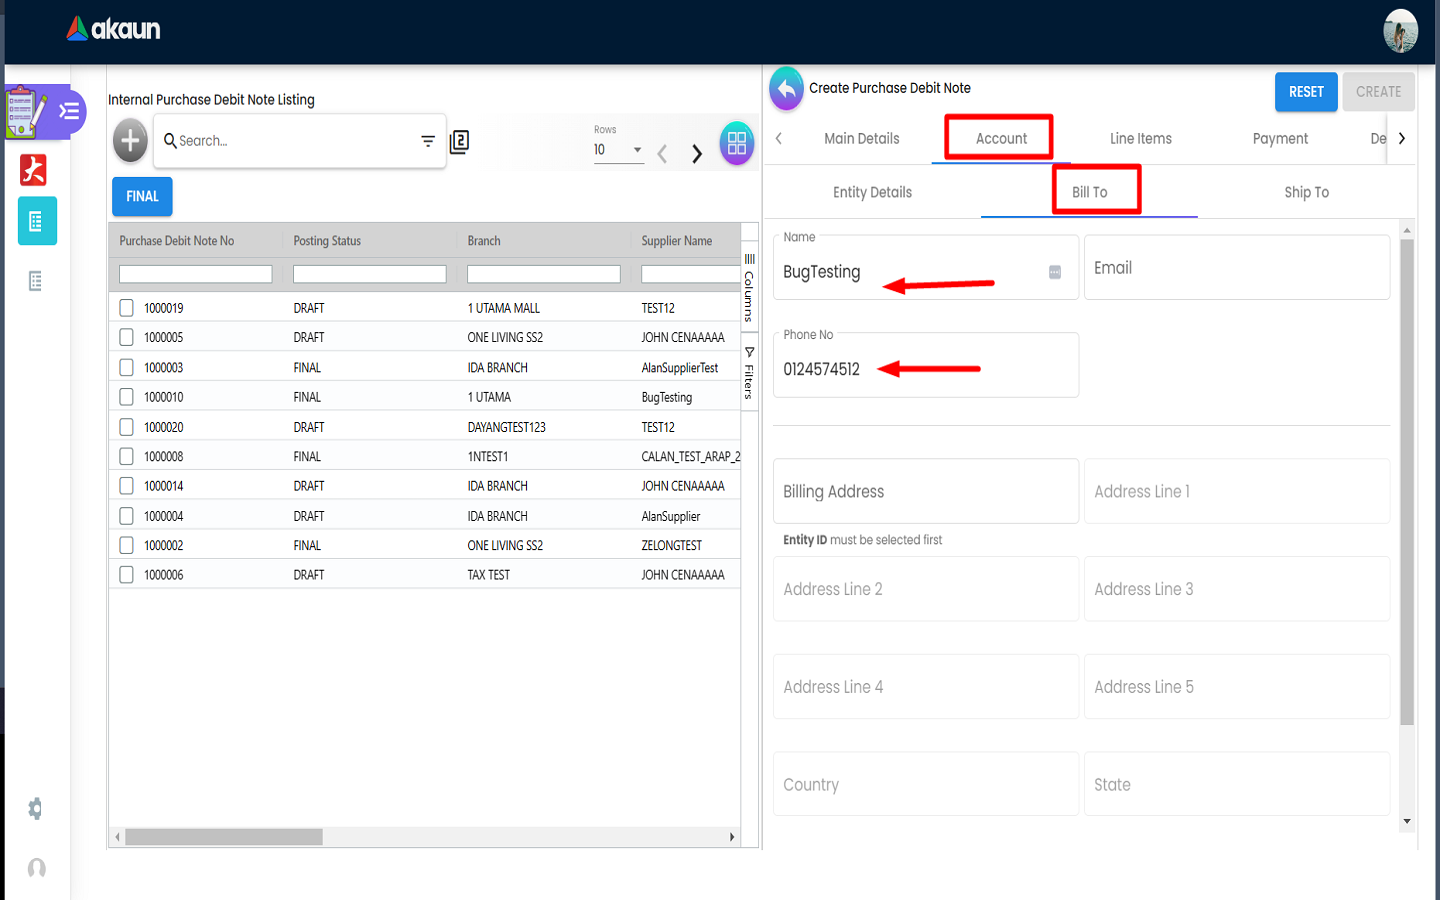 akaun
Internal Purchase Debit Note Listing
Search...
2
Rows
10
FINAL
Purchase Debit Note No Posting Status Branch Supplier Name
1000019 DRAFT 1 UTAMA MALL TEST12
1000005 DRAFT ONE LIVING SS2 JOHN CENAAAAA
1000003 FINAL IDA BRANCH AlanSupplierTest
1000010 FINAL 1 UTAMA BugTesting
1000020 DRAFT DAYANGTEST123 TEST12
1000008 FINAL 1NTEST1 CALAN_TEST_ARAP_2
1000014 DRAFT IDA BRANCH JOHN CENAAAAA
1000004 DRAFT IDA BRANCH AlanSupplier
1000002 FINAL ONE LIVING SS2 ZELONGTEST
1000006 DRAFT TAX TEST JOHN CENAAAAA
Columns
Filters
Create Purchase Debit Note
RESET
CREATE
Main Details Account Line Items Payment De
Entity Details Bill To Ship To
Name
BugTesting
Email
Phone No
0124574512
Billing Address
Address Line 1
Entity ID must be selected first
Address Line 2
Address Line 3
Address Line 4
Address Line 5
Country
State